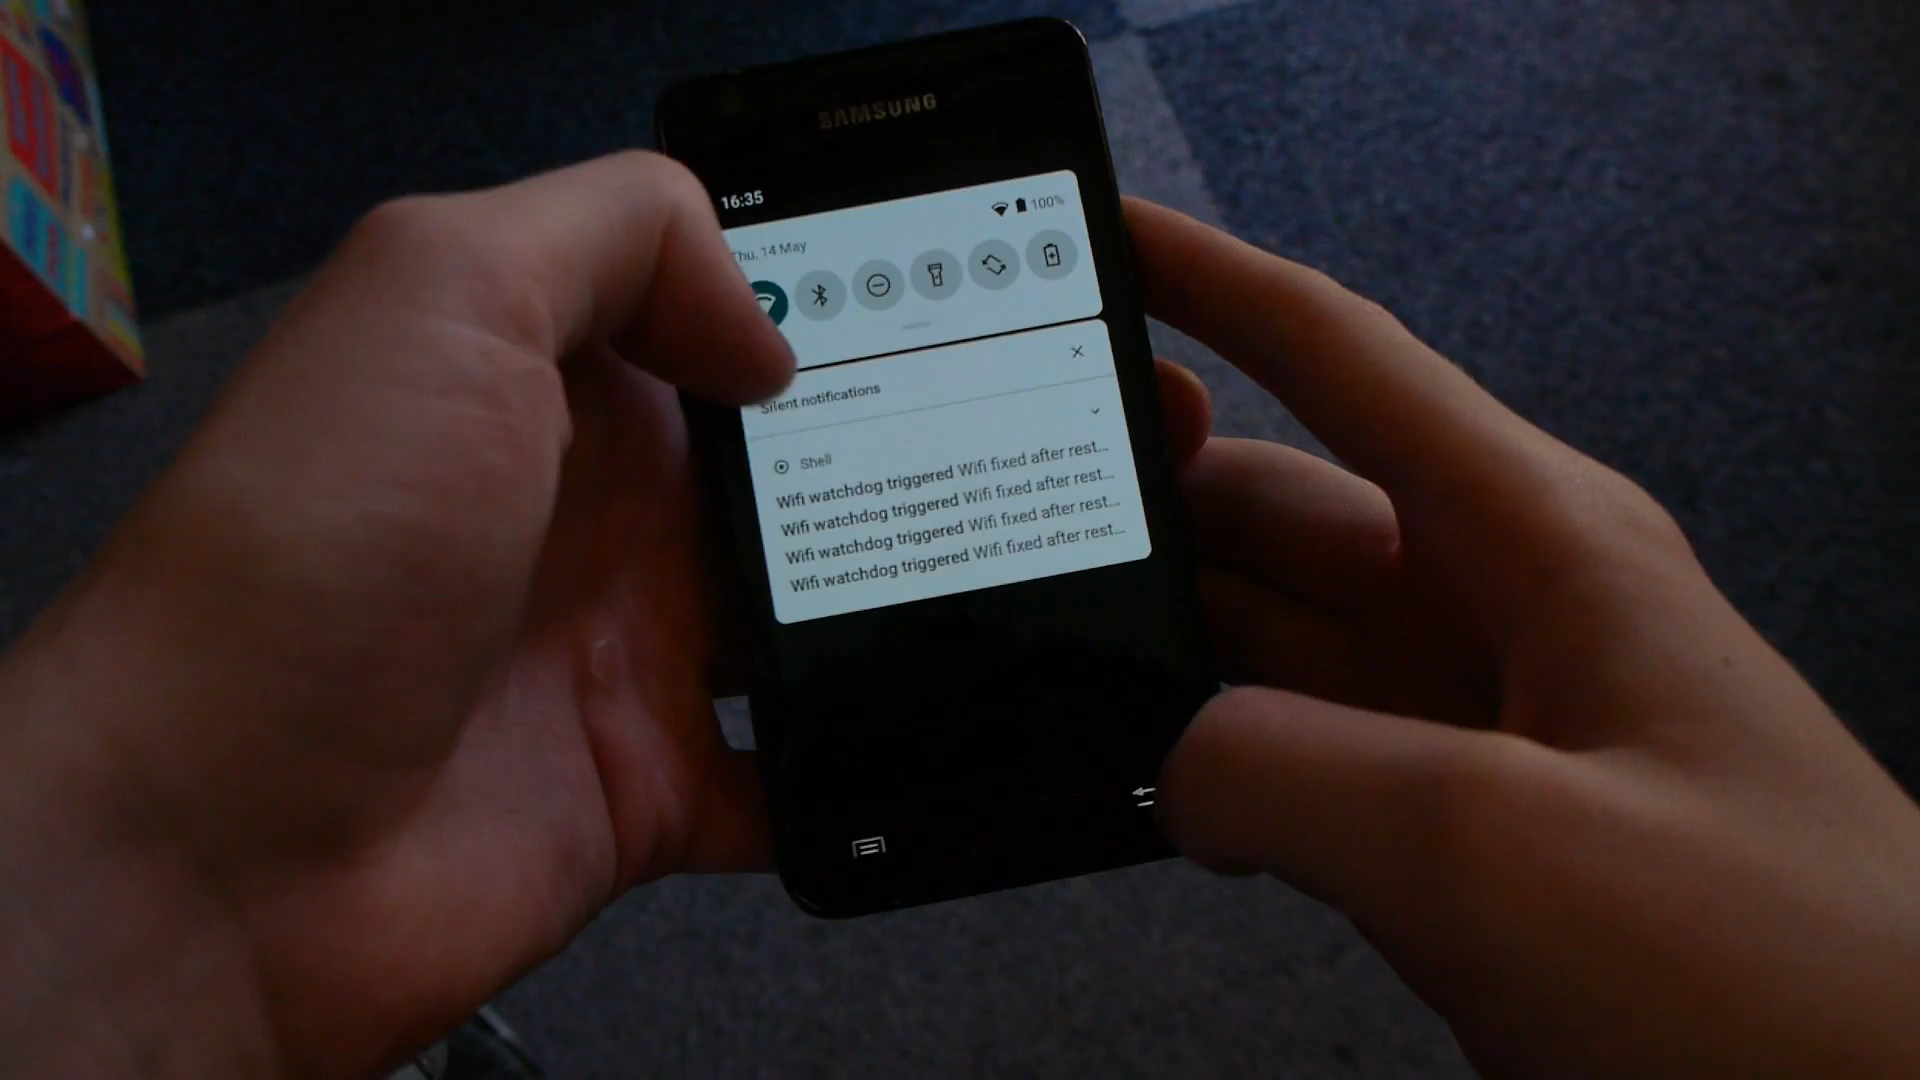 SAMSUNG
16:35
100%
Thu, 14 May
Silent notifications
Shell
Wifi watchdog triggered Wifi fixed after rest...
Wifi watchdog triggered Wifi fixed after rest...
Wifi watchdog triggered Wifi fixed after rest...
Wifi watchdog triggered Wifi fixed after rest...